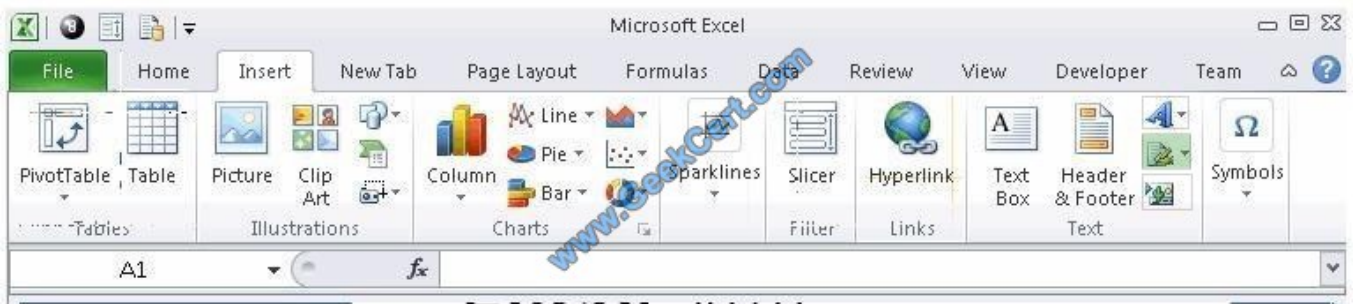 Microsoft Excel
File Home Insert New Tab Page Layout Formulas Data Review View Developer Team
PivotTable Table Picture Clip Art Column Line Pie Bar Sparklines Slicer Hyperlink Text Box Header & Footer Symbols
Tables Illustrations Charts Filter Links Text
www.GeekCert.com
A1 fx